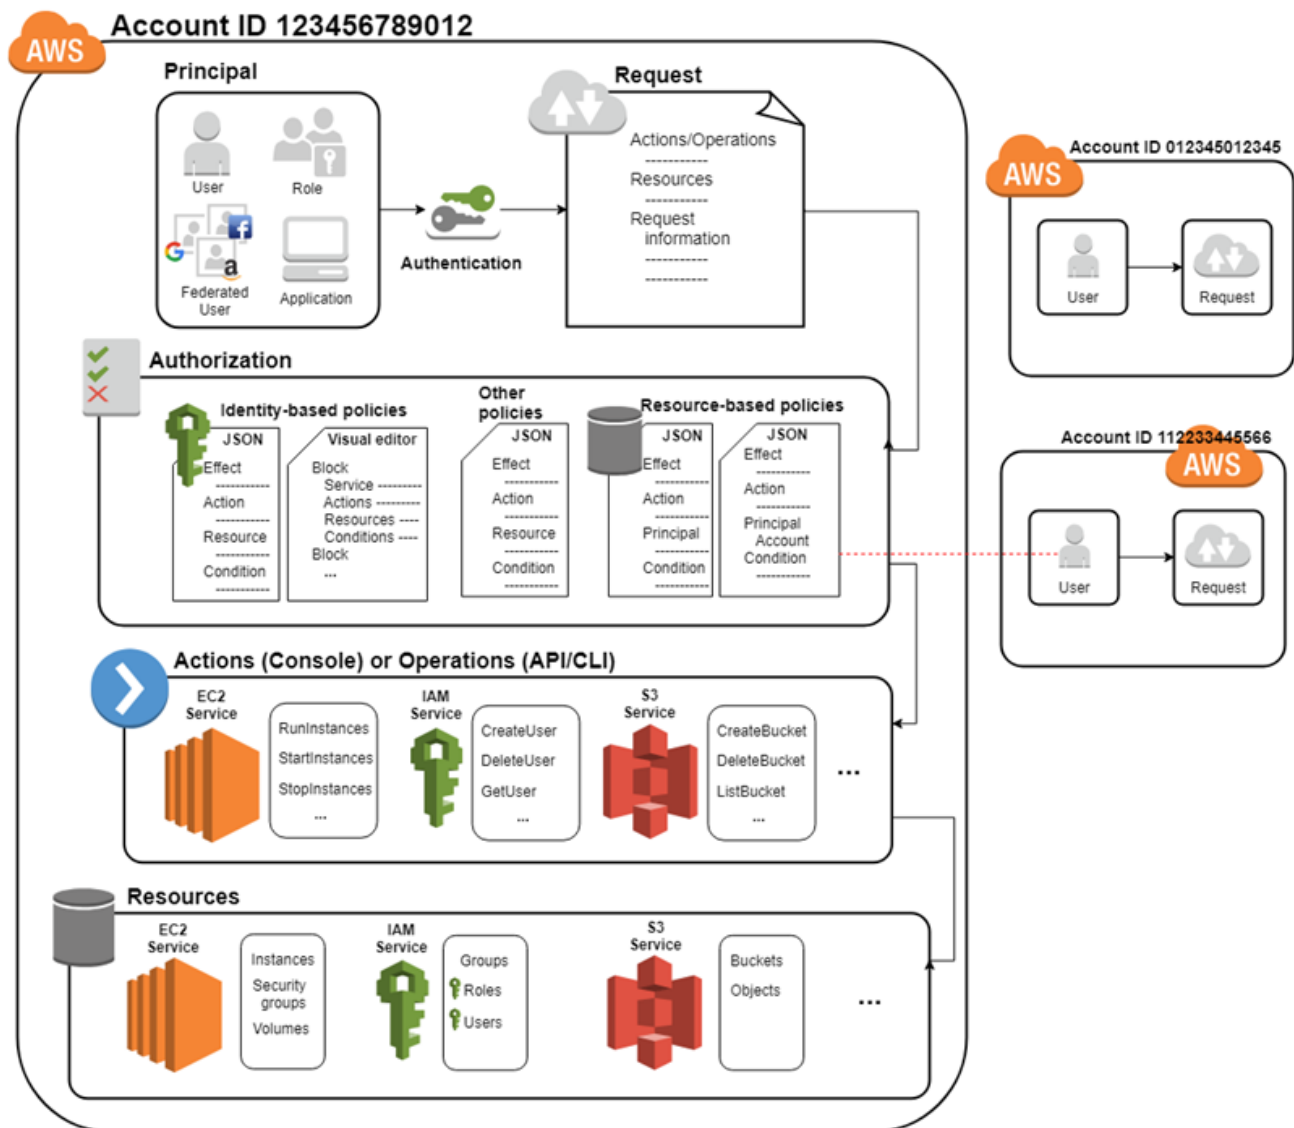 Account ID 123456789012
AWS
Principal
User
Role
Federated
User
Application
G
f
a
Authentication
Request
Actions/Operations
-----------
Resources
-----------
Request
information
-----------
-----------
AWS
Account ID 012345012345
User
Request
Account ID 112233445566
AWS
User
Request
Authorization
Identity-based policies
JSON
Effect
-----------
Action
-----------
Resource
-----------
Condition
-----------
Visual editor
Block
Service ---------
Actions ---------
Resources ----
Conditions ----
Block
...
Other
policies
JSON
Effect
-----------
Action
-----------
Resource
-----------
Condition
-----------
Resource-based policies
JSON
Effect
-----------
Action
-----------
Principal
-----------
Condition
-----------
JSON
Effect
-----------
Action
-----------
Principal
Account
Condition
-----------
Actions (Console) or Operations (API/CLI)
EC2
Service
RunInstances
StartInstances
StopInstances
...
IAM
Service
CreateUser
DeleteUser
GetUser
...
S3
Service
CreateBucket
DeleteBucket
ListBucket
...
...
Resources
EC2
Service
Instances
Security
groups
Volumes
IAM
Service
Groups
Roles
Users
S3
Service
Buckets
Objects
...